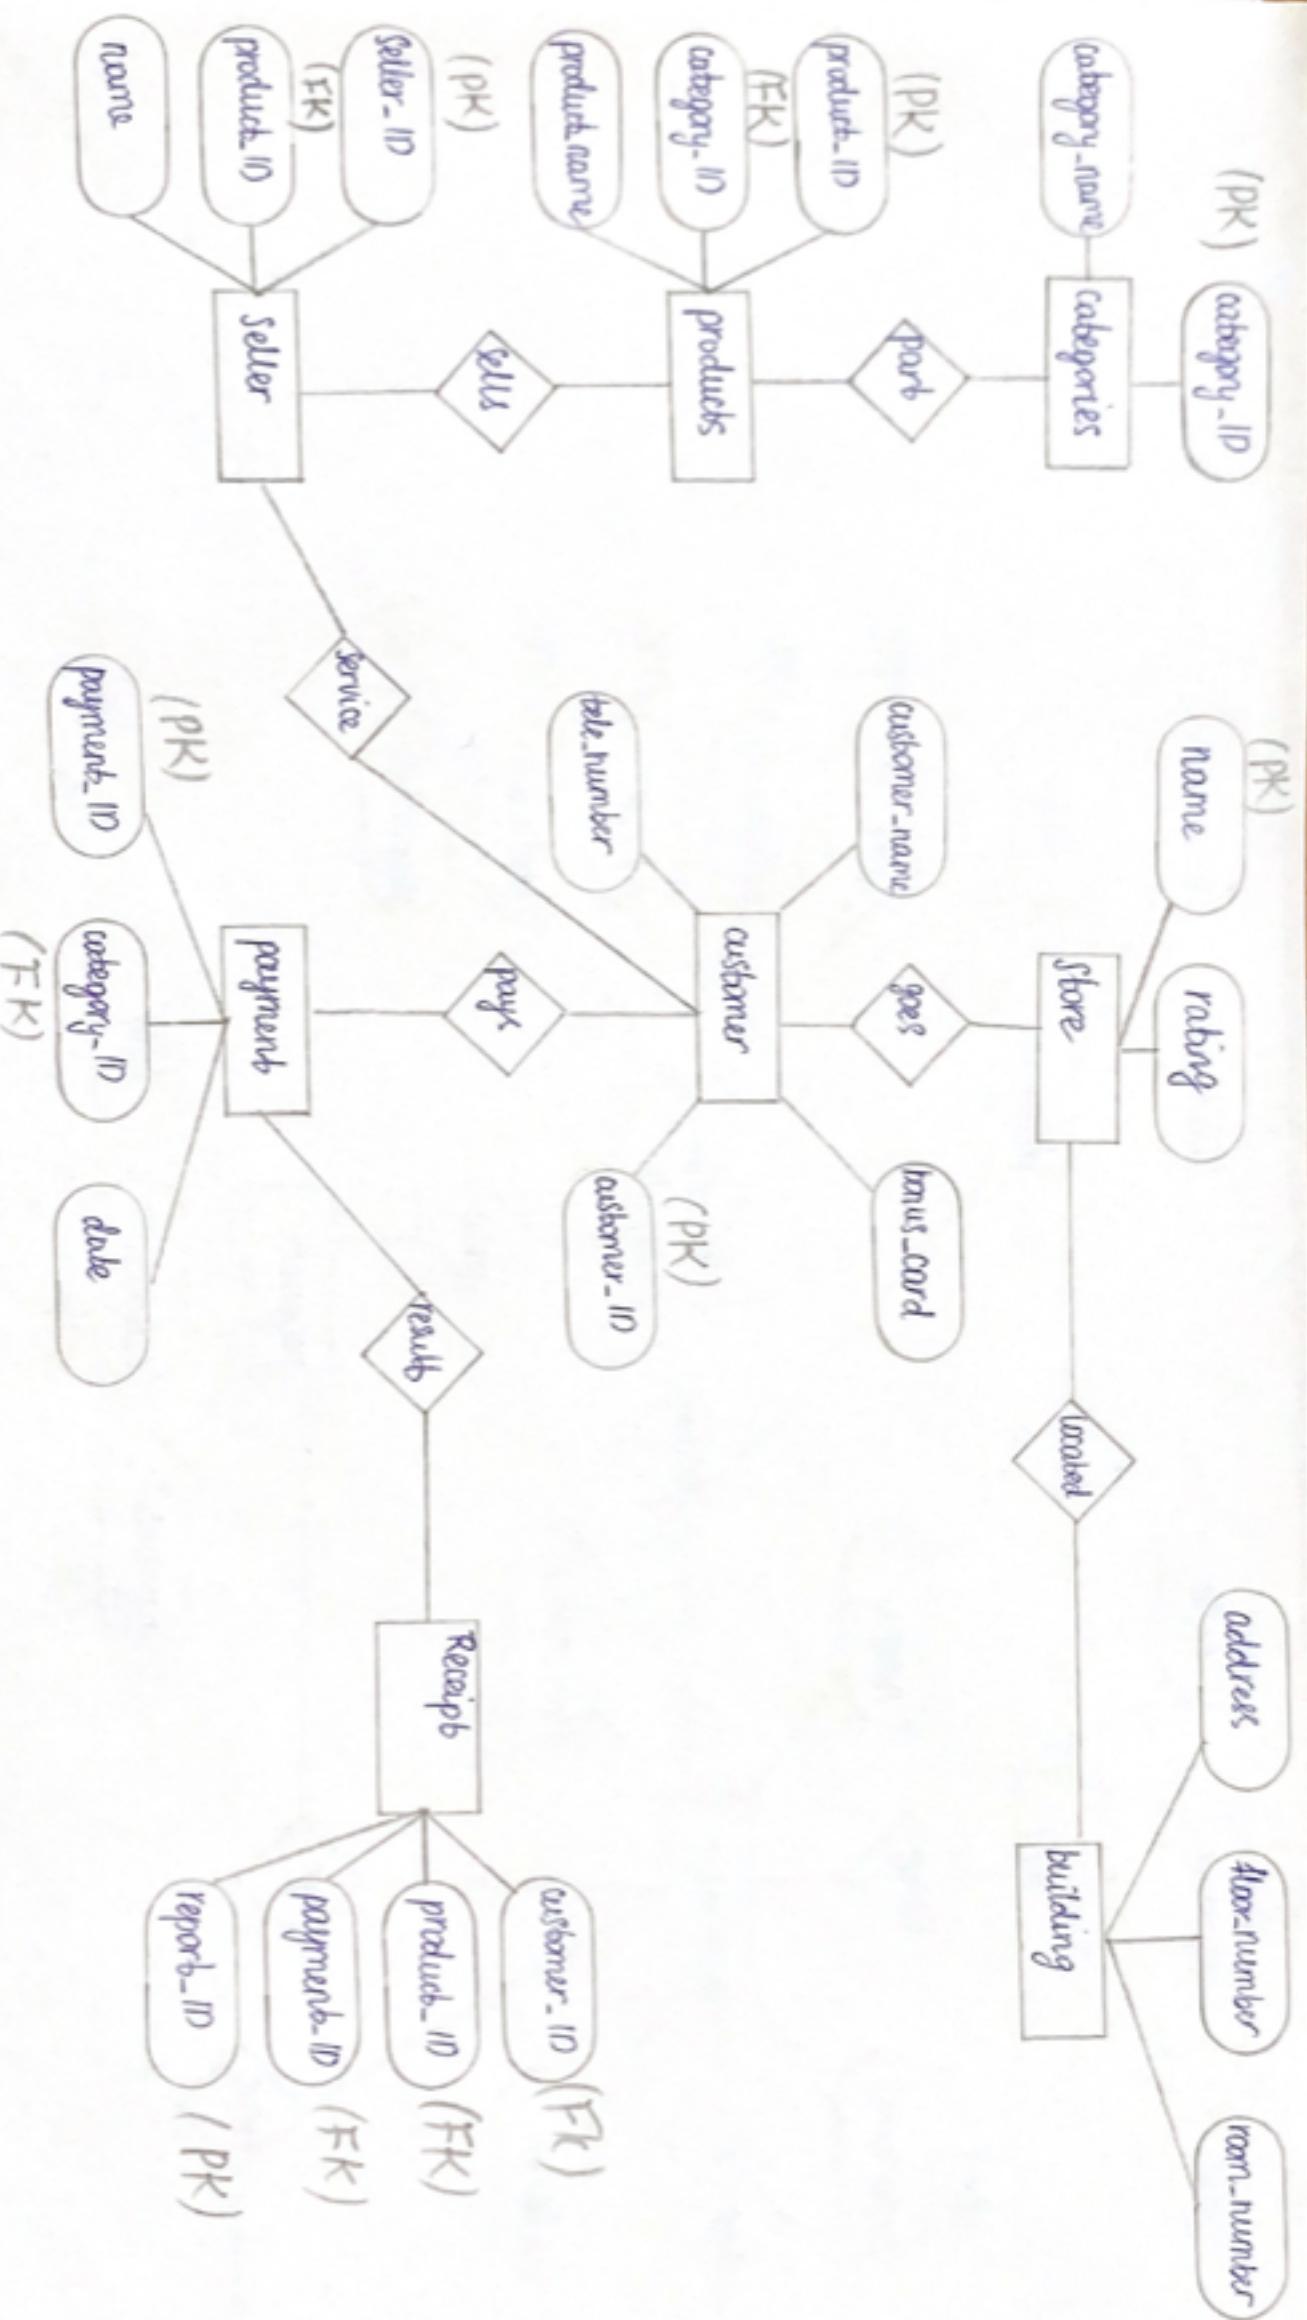 (PK)
(PK)
category_ID
name
rating
address
floor_number
room_number
category_name
categories
Store
located
building
(PK)
part
customer_name
goes
bonus_card
product_ID
(FK)
category_ID
products
customer
(PK)
product_name
tele_number
customer_ID
customer_ID (FK)
(PK)
sells
pays
Receipt
product_ID (FK)
Seller_ID
result
service
payment_ID (FK)
(FK)
product_ID
Seller
payment
report_ID (PK)
(PK)
name
payment_ID
category_ID
date
(FK)